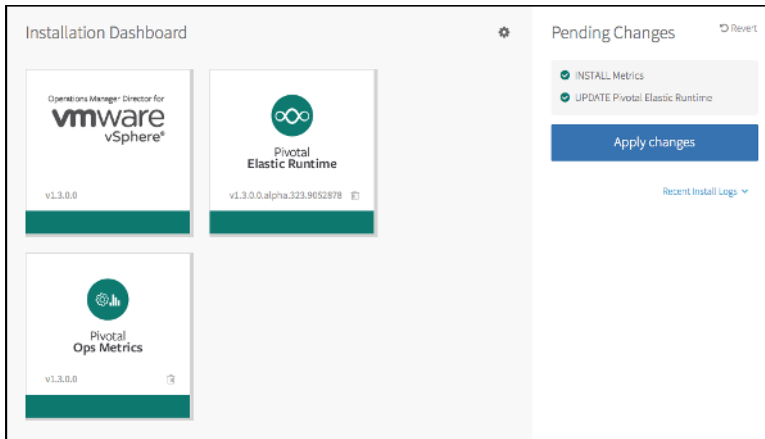 Installation Dashboard
Operations Manager Director for
vmware
vSphere®
v1.3.0.0
Pivotal
Elastic Runtime
v1.3.0.0.alpha.323.9052878
Pivotal
Ops Metrics
v1.3.0.0
Pending Changes
Revert
INSTALL Metrics
UPDATE Pivotal Elastic Runtime
Apply changes
Recent Install Logs